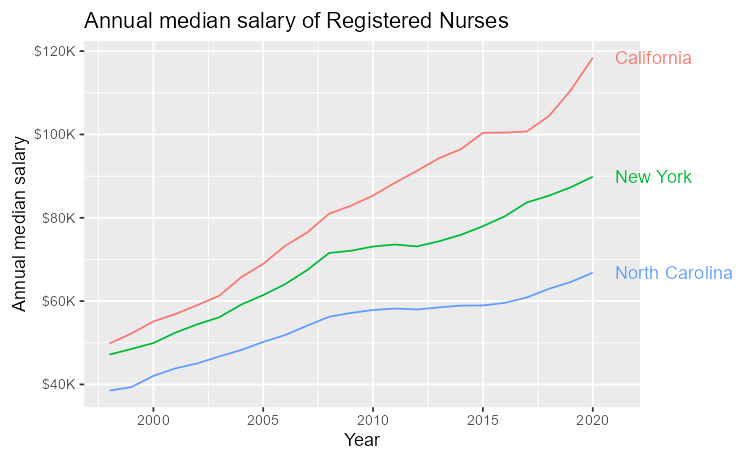 Annual median salary of Registered Nurses
$120K
California
$100K
New York
$80K
Annual median salary
North Carolina
$60K
$40K
2000 2005 2010 2015 2020
Year